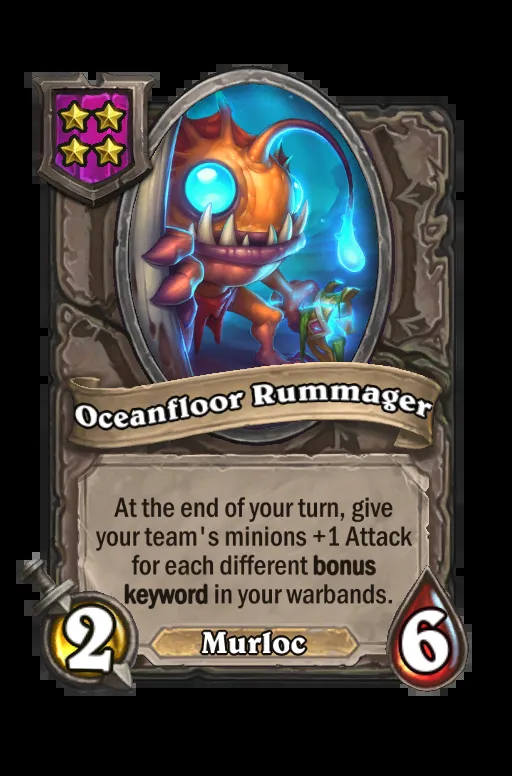 Oceanfloor Rummager
At the end of your turn, give
your team's minions +1 Attack
for each different bonus
keyword in your warbands.
2
Murloc
6